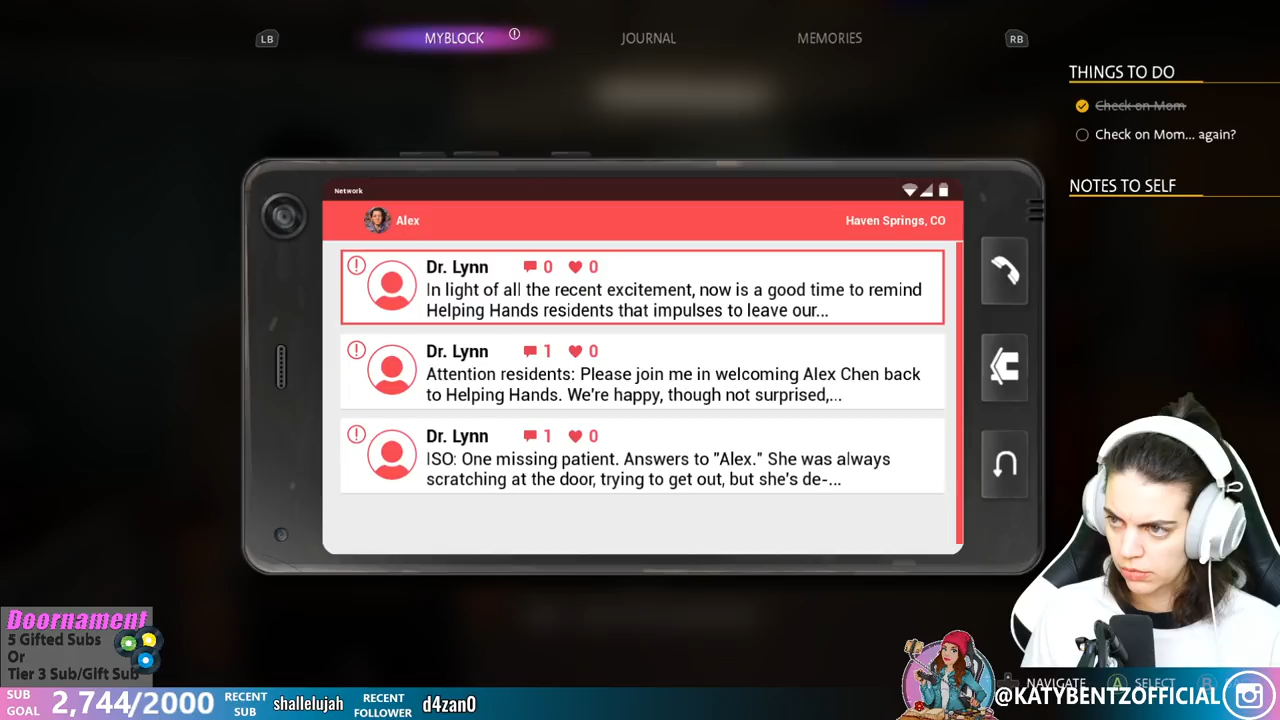 LB
MYBLOCK
JOURNAL
MEMORIES
RB
THINGS TO DO
Check on Mom
Check on Mom... again?
NOTES TO SELF
Network
Alex
Haven Springs, CO
Dr. Lynn 0 0
In light of all the recent excitement, now is a good time to remind
Helping Hands residents that impulses to leave our...
Dr. Lynn 1 0
Attention residents: Please join me in welcoming Alex Chen back
to Helping Hands. We're happy, though not surprised,...
Dr. Lynn 1 0
ISO: One missing patient. Answers to "Alex." She was always
scratching at the door, trying to get out, but she's de-...
Doornament
5 Gifted Subs
Or
Tier 3 Sub/Gift Sub
SUB
GOAL
2,744/2000
RECENT
SUB
shallelujah
RECENT
FOLLOWER
d4zan0
NAVIGATE
A SELECT
B
@KATYBENTZOFFICIAL